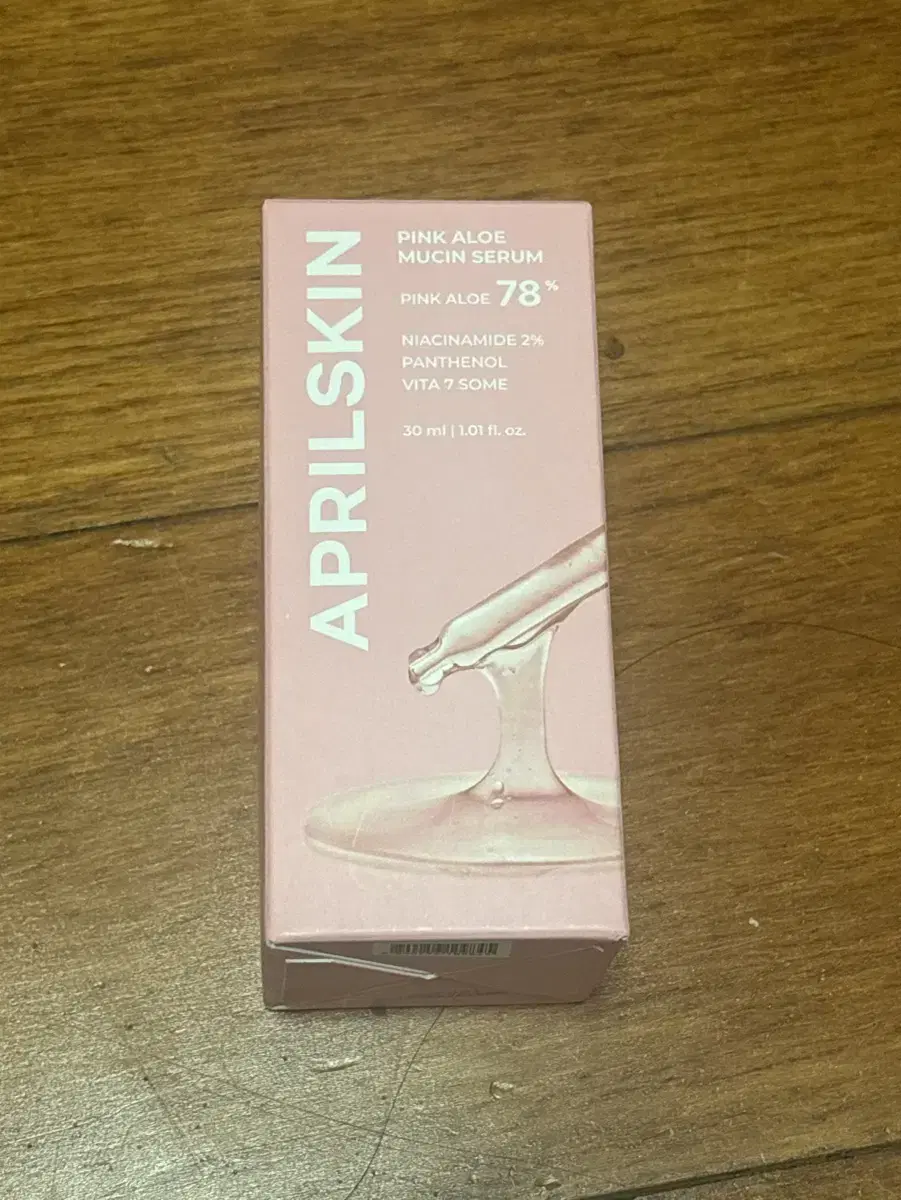 APRILSKIN
PINK ALOE
MUCIN SERUM
PINK ALOE 78%
NIACINAMIDE 2%
PANTHENOL
VITA 7 SOME
30 ml | 1.01 fl. oz.